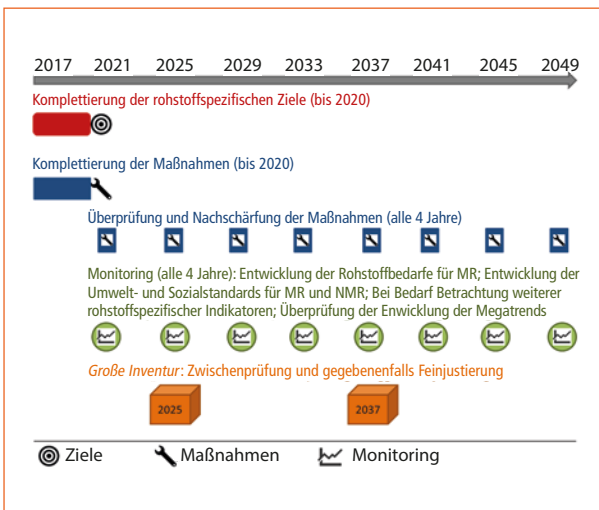 2017 2021 2025 2029 2033 2037 2041 2045 2049
Komplettierung der rohstoffspezifischen Ziele (bis 2020)
Komplettierung der Maßnahmen (bis 2020)
Überprüfung und Nachschärfung der Maßnahmen (alle 4 Jahre)
Monitoring (alle 4 Jahre): Entwicklung der Rohstoffbedarfe für MR; Entwicklung der
Umwelt- und Sozialstandards für MR und NMR; Bei Bedarf Betrachtung weiterer
rohstoffspezifischer Indikatoren; Überprüfung der Enwicklung der Megatrends
Große Inventur: Zwischenprüfung und gegebenenfalls Feinjustierung
2025 2037
Ziele Maßnahmen Monitoring